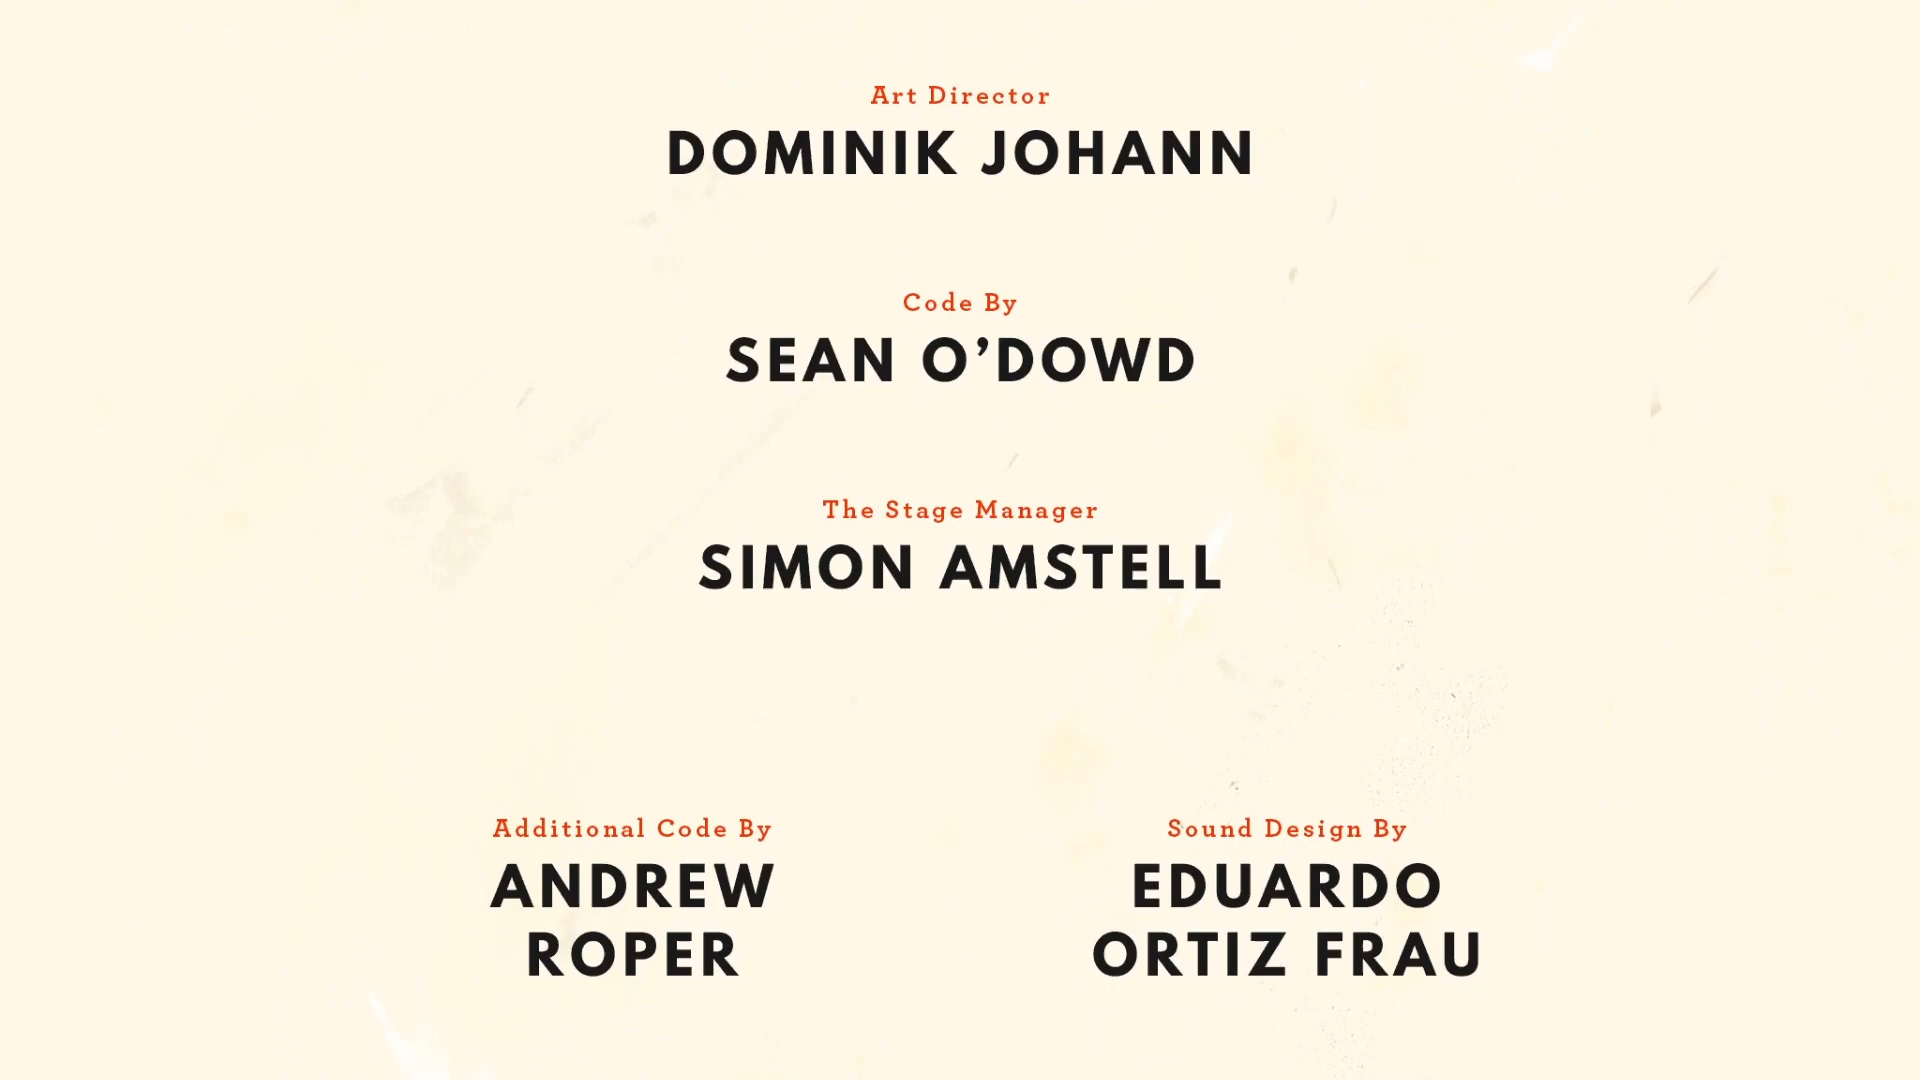 Art Director
DOMINIK JOHANN
Code By
SEAN O’DOWD
The Stage Manager
SIMON AMSTELL
Additional Code By
ANDREW
ROPER
Sound Design By
EDUARDO
ORTIZ FRAU